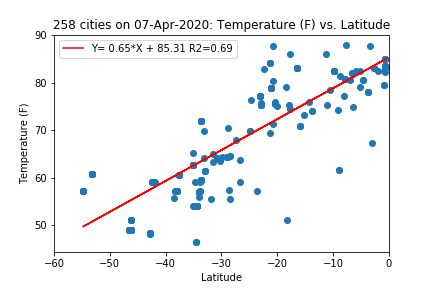 258 cities on 07-Apr-2020: Temperature (F) vs. Latitude
Y= 0.65*X + 85.31 R2=0.69
90
80
70
60
50
Temperature (F)
−60 −50 −40 −30 −20 −10 0
Latitude